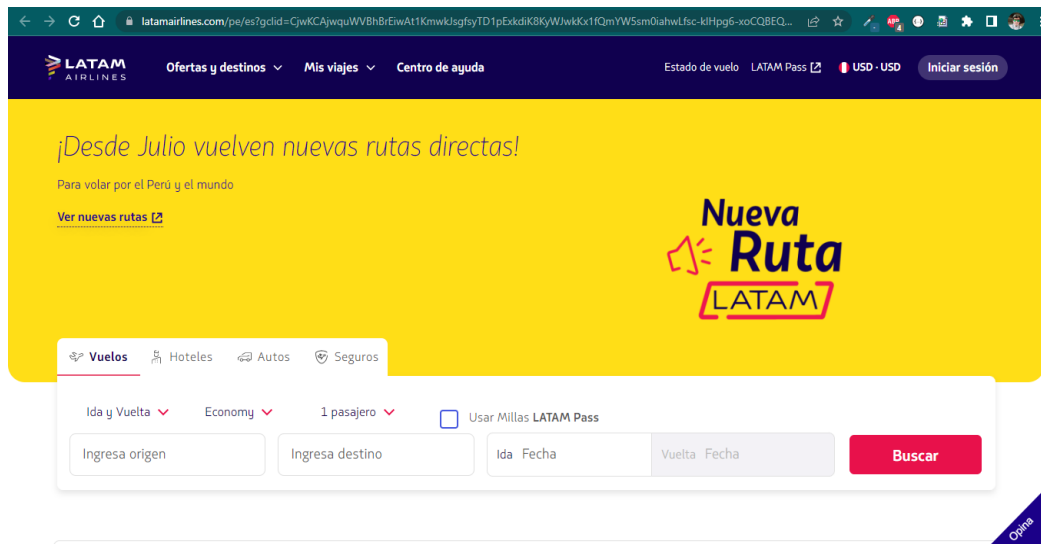 latamairlines.com/pe/es?gclid=CjwKCAjwquWVBhBrEiwAt1KmwkJsgfsyTD1pExkdiK8KyWJwkKx1fQmYW5sm0iahwLfsc-klHpg6-xoCQBEQ...
LATAM AIRLINES Ofertas y destinos Mis viajes Centro de ayuda Estado de vuelo LATAM Pass USD · USD Iniciar sesión
¡Desde Julio vuelven nuevas rutas directas!
Para volar por el Perú y el mundo
Ver nuevas rutas
Nueva
Ruta
LATAM
Vuelos Hoteles Autos Seguros
Ida y Vuelta Economy 1 pasajero Usar Millas LATAM Pass
Ingresa origen Ingresa destino Ida Fecha Vuelta Fecha Buscar
Opina